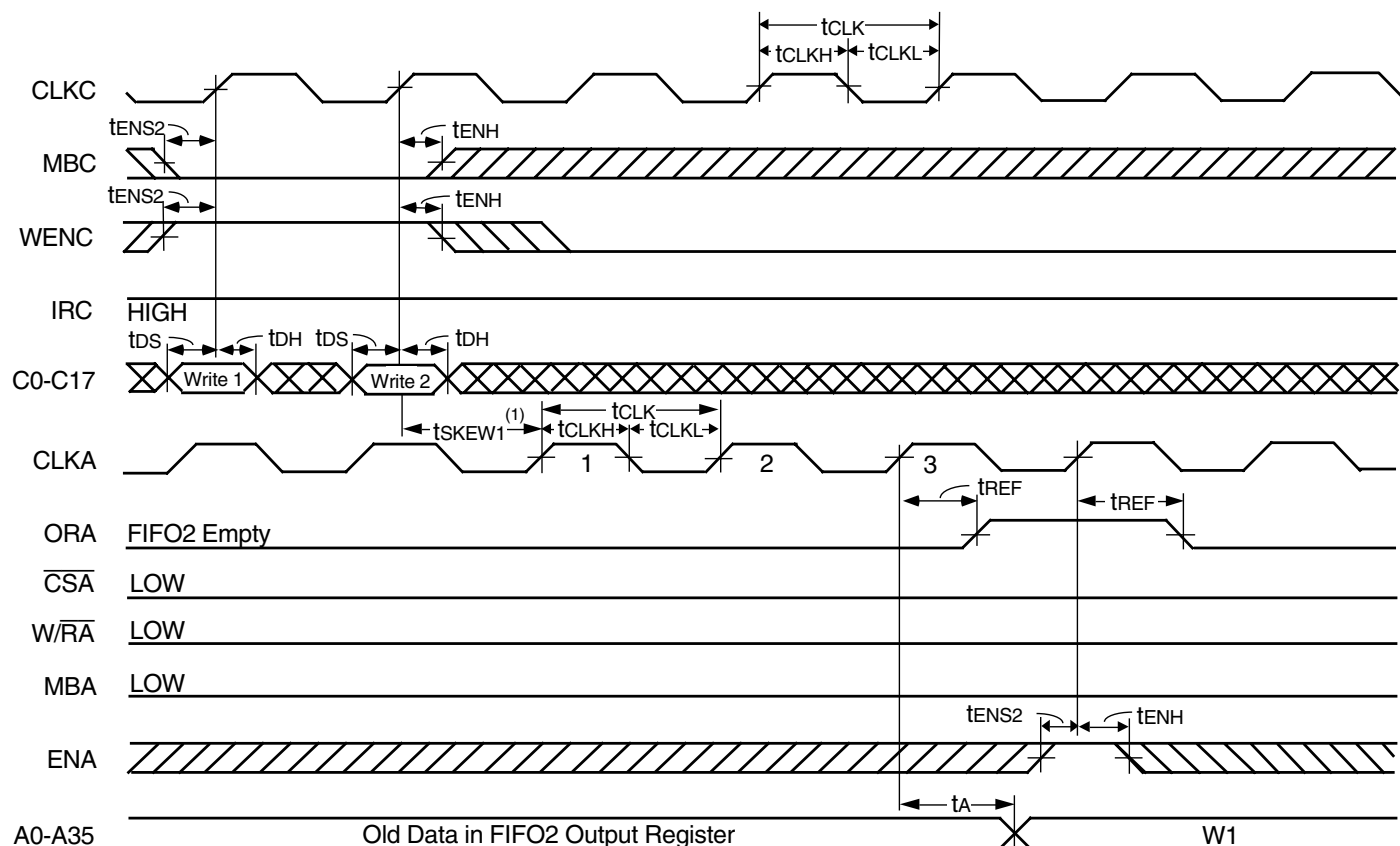 tCLK
tCLKH tCLKL
CLKC
tENS2 tENH
MBC
tENS2 tENH
WENC
IRC HIGH
tDS tDH tDS tDH
C0-C17 Write 1 Write 2
tSKEW1(1) tCLK
tCLKH tCLKL
CLKA 1 2 3
tREF tREF
ORA FIFO2 Empty
CSA LOW
W/RA LOW
MBA LOW
tENS2 tENH
ENA
tA
A0-A35 Old Data in FIFO2 Output Register W1